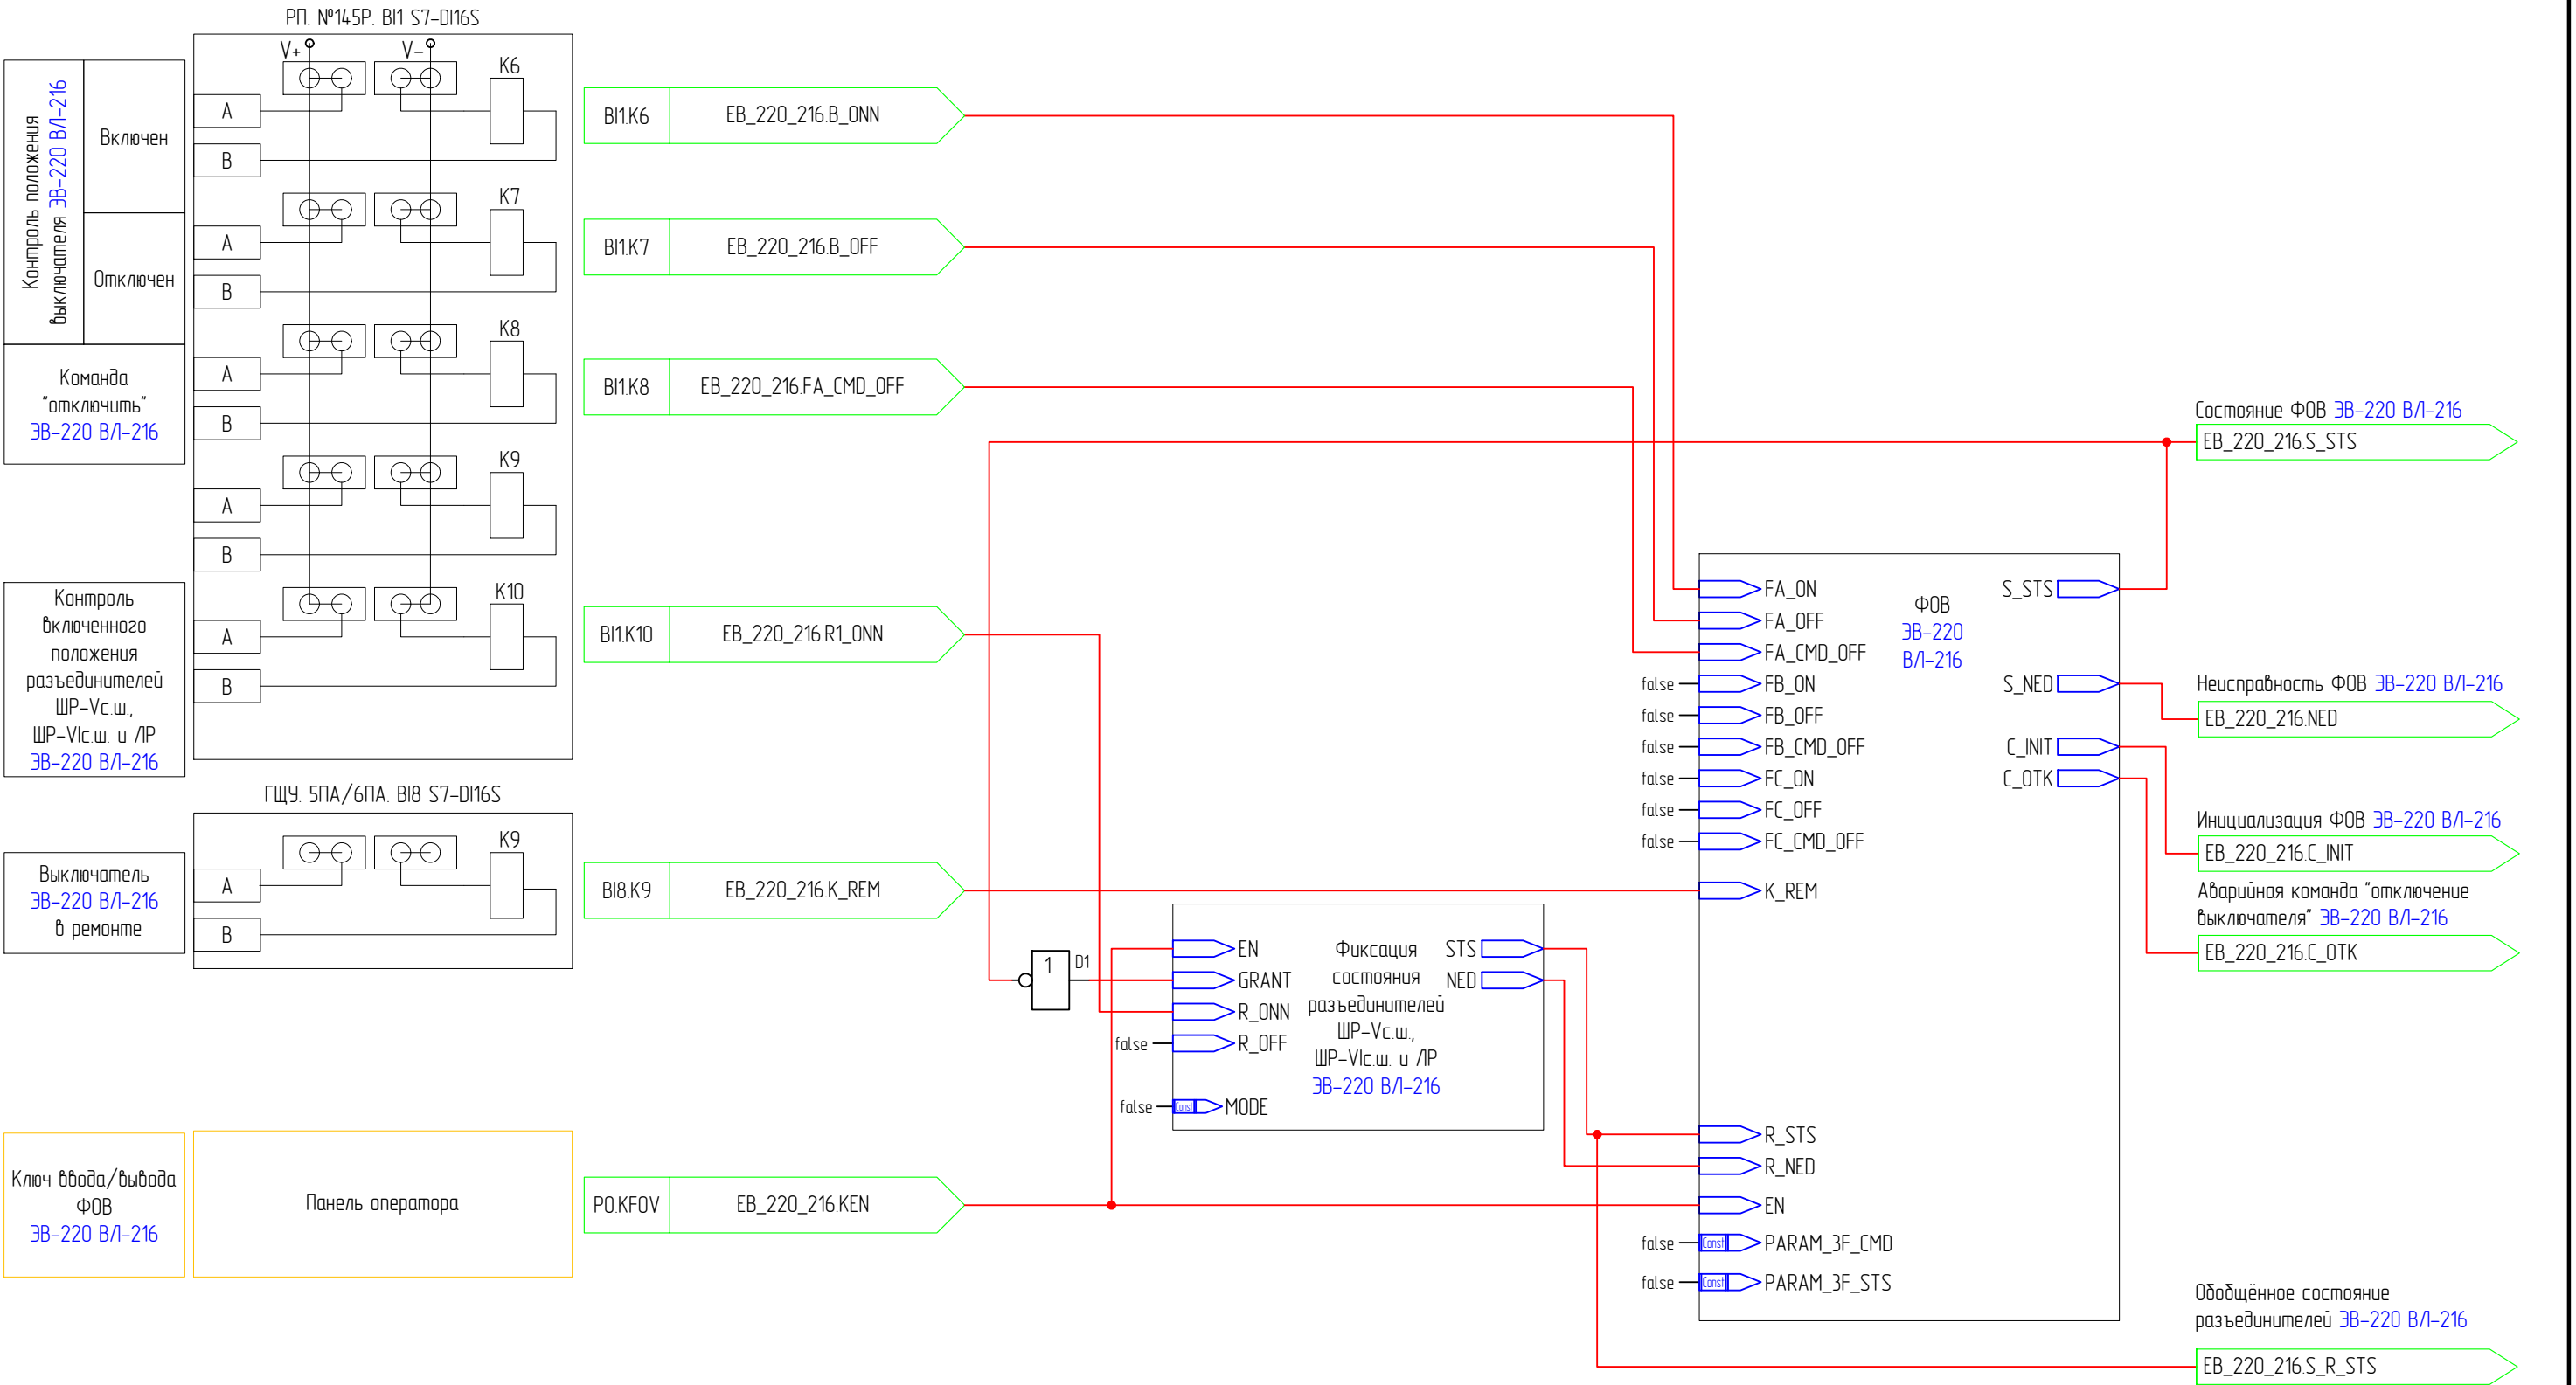 РП. №145Р. BI1 S7-DI16S
V+
V-
Контроль положения
выключателя ЭВ-220 ВЛ-216
Включен
Отключен
A
B
K6
A
B
K7
Команда
"отключить"
ЭВ-220 ВЛ-216
A
B
K8
A
B
K9
Контроль
включенного
положения
разъединителей
ШР-Vс.ш.,
ШР-VIс.ш. и ЛР
ЭВ-220 ВЛ-216
A
B
K10
ГЩУ. 5ПА/6ПА. BI8 S7-DI16S
Выключатель
ЭВ-220 ВЛ-216
в ремонте
A
B
K9
Ключ ввода/вывода
ФОВ
ЭВ-220 ВЛ-216
Панель оператора
BI1.K6 EB_220_216.B_ONN
BI1.K7 EB_220_216.B_OFF
BI1.K8 EB_220_216.FA_CMD_OFF
BI1.K10 EB_220_216.R1_ONN
BI8.K9 EB_220_216.K_REM
PO.KFOV EB_220_216.KEN
1
D1
EN
GRANT
R_ONN
false R_OFF
false Const MODE
Фиксация
состояния
разъединителей
ШР-Vс.ш.,
ШР-VIс.ш. и ЛР
ЭВ-220 ВЛ-216
STS
NED
FA_ON
FA_OFF
FA_CMD_OFF
false FB_ON
false FB_OFF
false FB_CMD_OFF
false FC_ON
false FC_OFF
false FC_CMD_OFF
K_REM
R_STS
R_NED
EN
false Const PARAM_3F_CMD
false Const PARAM_3F_STS
ФОВ
ЭВ-220
ВЛ-216
S_STS
S_NED
C_INIT
C_OTK
Состояние ФОВ ЭВ-220 ВЛ-216
EB_220_216.S_STS
Неисправность ФОВ ЭВ-220 ВЛ-216
EB_220_216.NED
Инициализация ФОВ ЭВ-220 ВЛ-216
EB_220_216.C_INIT
Аварийная команда "отключение
выключателя" ЭВ-220 ВЛ-216
EB_220_216.C_OTK
Обобщённое состояние
разъединителей ЭВ-220 ВЛ-216
EB_220_216.S_R_STS